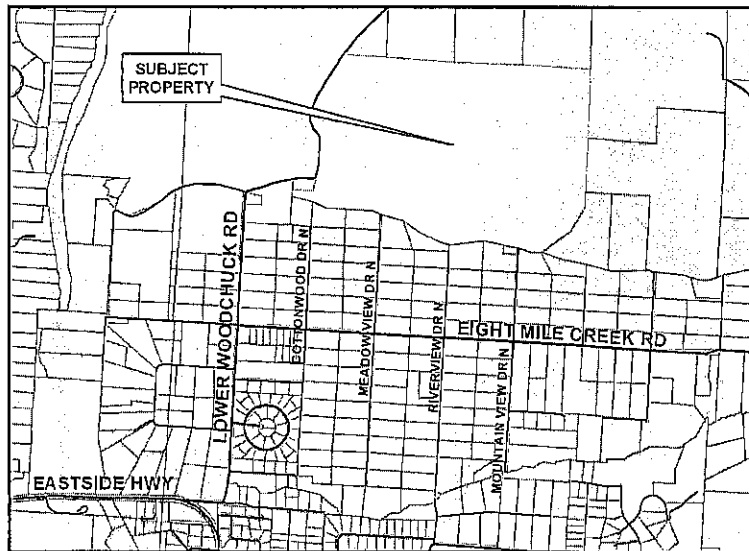 SUBJECT
PROPERTY
LOWER WOODCHUCK RD
COTTONWOOD DR N
MEADOW VIEW DR N
RIVERVIEW DR N
MOUNTAIN VIEW DR N
EIGHT MILE CREEK RD
EASTSIDE HWY